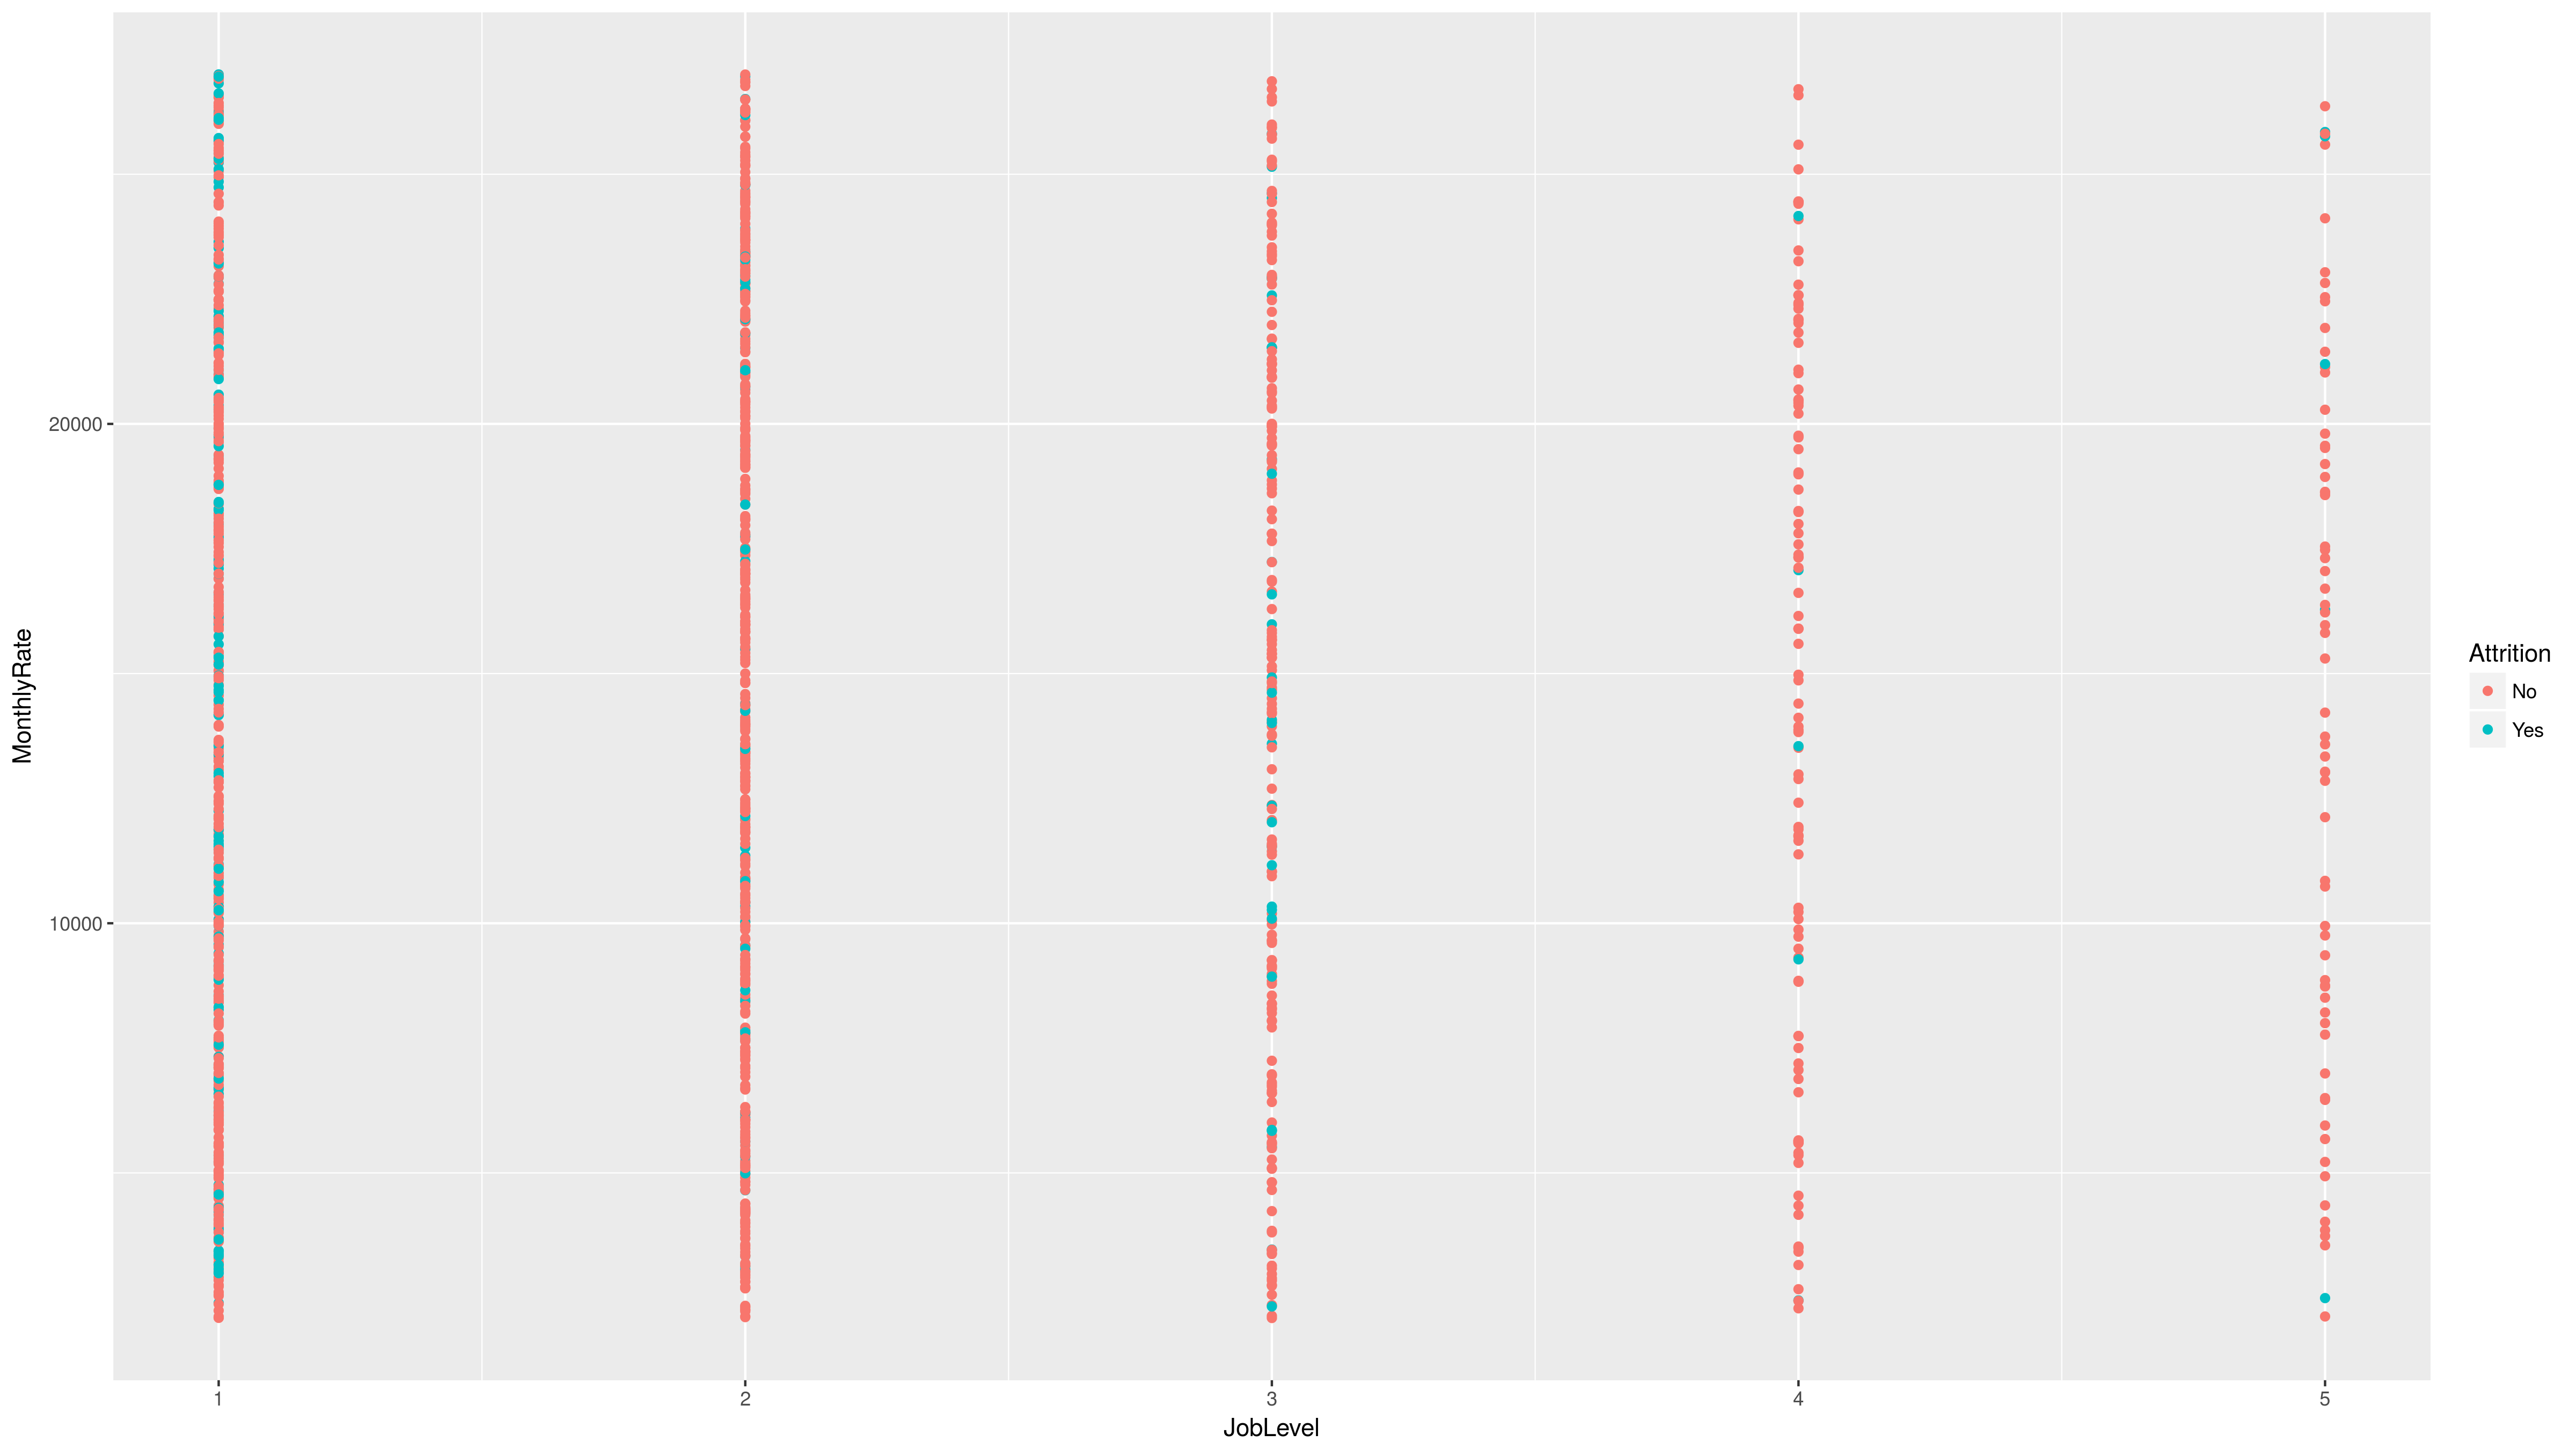 20000
10000
MonthlyRate
1 2 3 4 5
JobLevel
Attrition
No
Yes